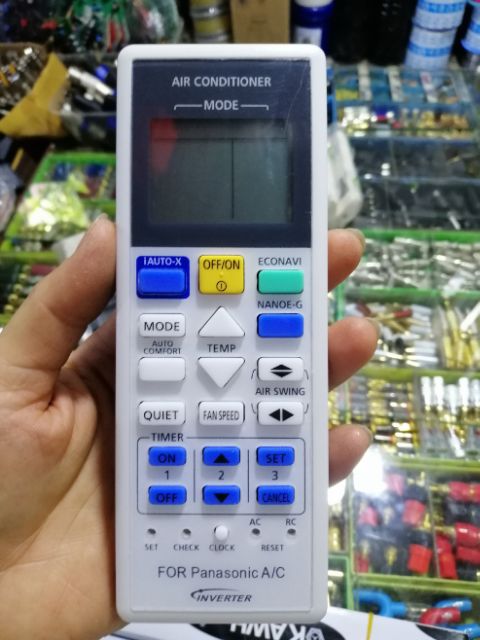 AIR CONDITIONER
MODE
iAUTO-X
OFF/ON
ECONAVI
NANOE-G
MODE
TEMP
AUTO
COMFORT
AIR SWING
QUIET
FAN SPEED
TIMER
ON
SET
1
2
3
OFF
CANCEL
AC
RC
SET
CHECK
CLOCK
RESET
FOR Panasonic A/C
INVERTER